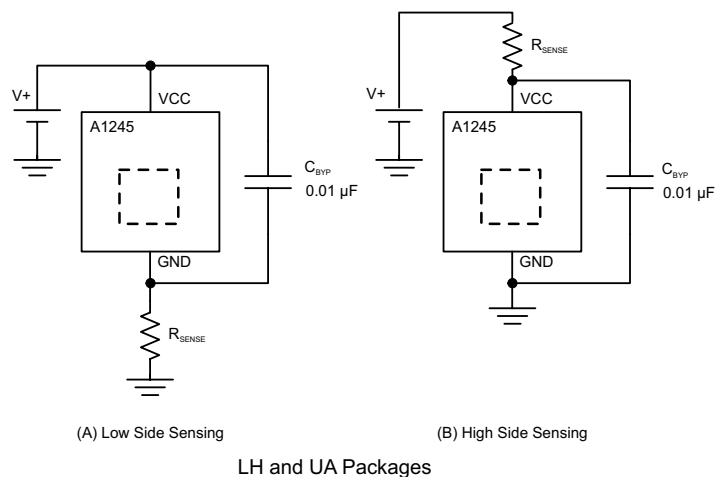 V+
VCC
A1245
C_BYP
0.01 µF
GND
R_SENSE
(A) Low Side Sensing
R_SENSE
V+
VCC
A1245
C_BYP
0.01 µF
GND
(B) High Side Sensing
LH and UA Packages